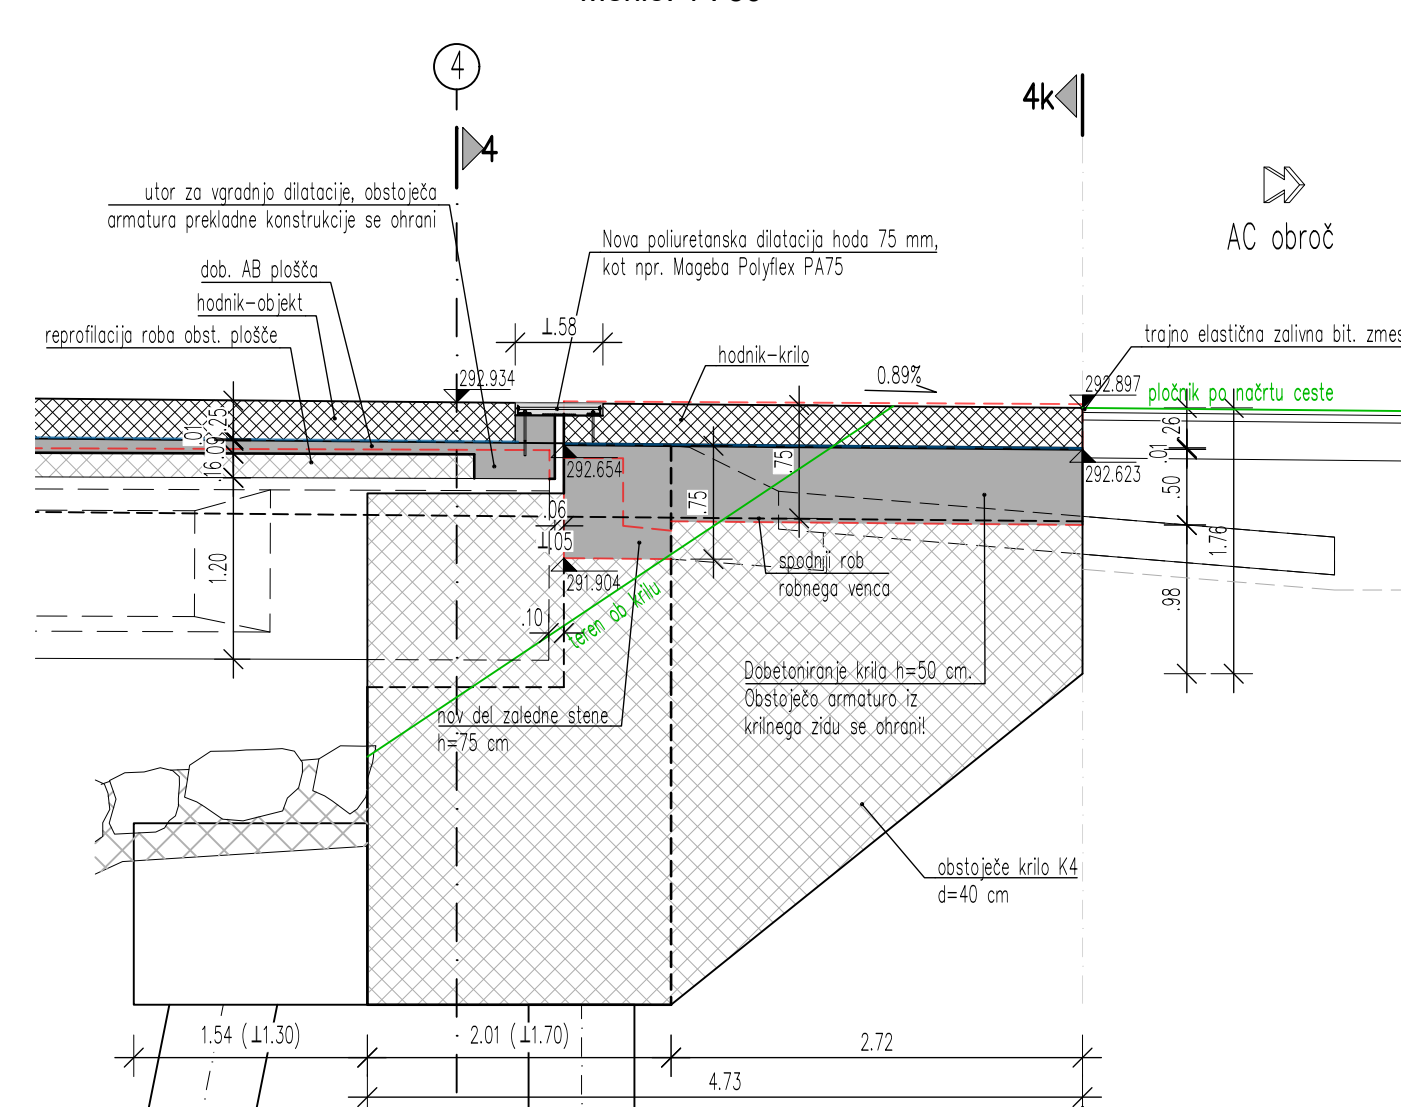 4
4
4k
utor za vgradnjo dilatacije, obstoječa
armatura prekladne konstrukcije se ohrani
AC obroč
Nova poliuretanska dilatacija hoda 75 mm,
kot npr. Mageba Polyflex PA75
dob. AB plošča
hodnik-objekt
reprofilacija roba obst. plošče
⊥.58
hodnik-krilo
0.89%
trajno elastična zalivna bit. zmes
292.934
292.897
pločnik po načrtu ceste
.25
.01
.09
.16
.26
.01
.50
1.76
.98
292.654
292.623
.75
.75
.06
⊥.05
291.904
.10
1.20
teren ob krilu
spodnji rob
robnega venca
Dobetoniranje krila h=50 cm.
Obstoječo armaturo iz
krilnega zidu se ohrani!
nov del zaledne stene
h=75 cm
obstoječe krilo K4
d=40 cm
1.54 (⊥1.30)
2.01 (⊥1.70)
2.72
4.73